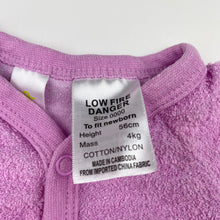 LOW FIRE
DANGER
Size 0000
To fit newborn
Height 56cm
Mass 4kg
COTTON/NYLON
MADE IN CAMBODIA
FROM IMPORTED CHINA FABRIC